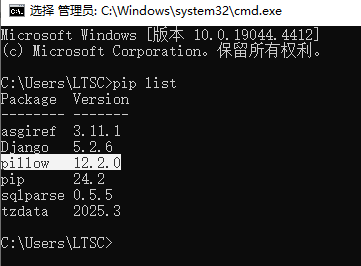 选择 管理员: C:\Windows\system32\cmd.exe
Microsoft Windows [版本 10.0.19044.4412]
(c) Microsoft Corporation。保留所有权利。
C:\Users\LTSC>pip list
Package  Version
-------- -------
asgiref  3.11.1
Django   5.2.6
pillow   12.2.0
pip      24.2
sqlparse 0.5.5
tzdata   2025.3
C:\Users\LTSC>